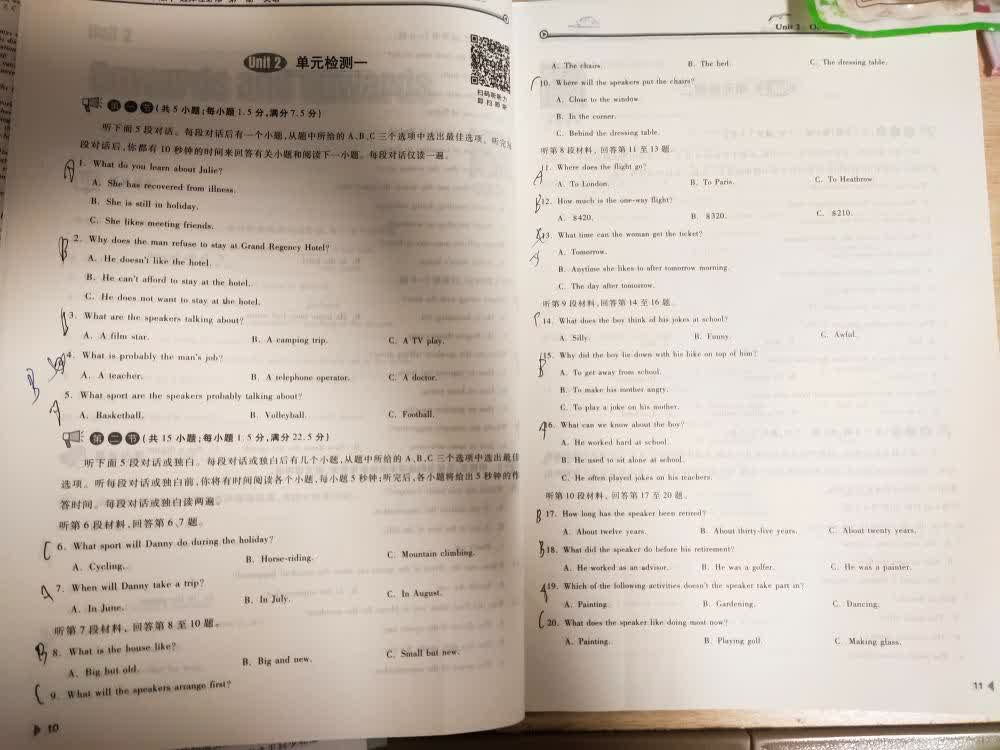 Unit 2 单元检测一
扫码听听力
第一节(共5小题;每小题1.5分,满分7.5分)
听下面5段对话。每段对话后有一个小题,从题中所给的A、B、C三个选项中选出最佳选项。听完
段对话后,你都有10秒钟的时间来回答有关小题和阅读下一小题。每段对话仅读一遍。
A 1. What do you learn about Julie?
A. She has recovered from illness.
B. She is still in holiday.
C. She likes meeting friends.
B 2. Why does the man refuse to stay at Grand Regency Hotel?
A. He doesn't like the hotel.
B. He can't afford to stay at the hotel.
C. He does not want to stay at the hotel.
3. What are the speakers talking about?
A. A film star. B. A camping trip. C. A TV play.
B 4. What is probably the man's job?
A. A teacher. B. A telephone operator. C. A doctor.
A 5. What sport are the speakers probably talking about?
A. Basketball. B. Volleyball. C. Football.
第二节(共15小题;每小题1.5分,满分22.5分)
听下面5段对话或独白。每段对话或独白后有几个小题,从题中所给的A、B、C三个选项中选出最佳
选项。听每段对话或独白前,你将有时间阅读各个小题,每小题5秒钟;听完后,各小题将给出5秒钟的作
答时间。每段对话或独白读两遍。
听第6段材料,回答第6、7题。
C 6. What sport will Danny do during the holiday?
A. Cycling. B. Horse-riding. C. Mountain climbing.
A 7. When will Danny take a trip?
A. In June. B. In July. C. In August.
听第7段材料,回答第8至10题。
B 8. What is the house like?
A. Big but old. B. Big and new. C. Small but new.
C 9. What will the speakers arrange first?
10
Unit 2
A. The chairs. B. The bed. C. The dressing table.
C 10. Where will the speakers put the chairs?
A. Close to the window.
B. In the corner.
C. Behind the dressing table.
听第8段材料,回答第11至13题。
A 11. Where does the flight go?
A. To London. B. To Paris. C. To Heathrow.
B 12. How much is the one-way flight?
A. $420. B. $320. C. $210.
A 13. What time can the woman get the ticket?
A. Tomorrow.
B. Anytime she likes to after tomorrow morning.
C. The day after tomorrow.
听第9段材料,回答第14至16题。
C 14. What does the boy think of his jokes at school?
A. Silly. B. Funny. C. Awful.
B 15. Why did the boy lie down with his bike on top of him?
A. To get away from school.
B. To make his mother angry.
C. To play a joke on his mother.
A 16. What can we know about the boy?
A. He worked hard at school.
B. He used to sit alone at school.
C. He often played jokes on his teachers.
听第10段材料,回答第17至20题。
B 17. How long has the speaker been retired?
A. About twelve years. B. About thirty-five years. C. About twenty years.
B 18. What did the speaker do before his retirement?
A. He worked as an advisor. B. He was a golfer. C. He was a painter.
A 19. Which of the following activities doesn't the speaker take part in?
A. Painting. B. Gardening. C. Dancing.
C 20. What does the speaker like doing most now?
A. Painting. B. Playing golf. C. Making glass.
11